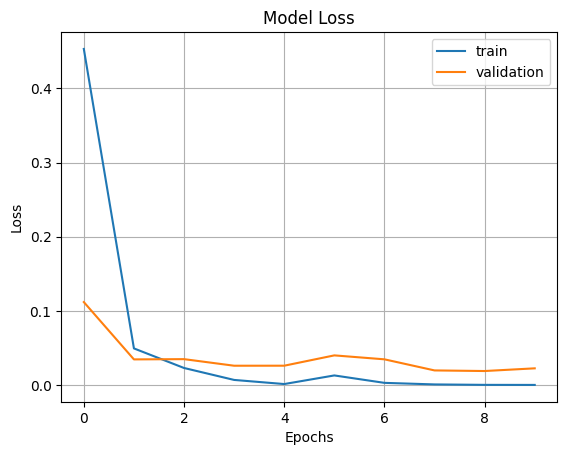 Model Loss
train
validation
Loss
0.4
0.3
0.2
0.1
0.0
0 2 4 6 8
Epochs